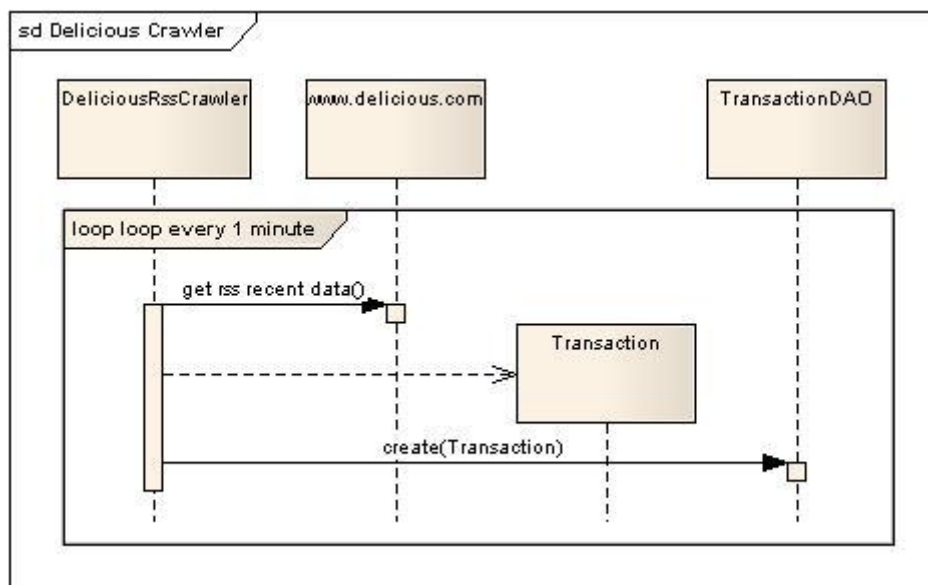 sd Delicious Crawler
DeliciousRssCrawler
www.delicious.com
TransactionDAO
loop loop every 1 minute
get rss recent data()
Transaction
create(Transaction)